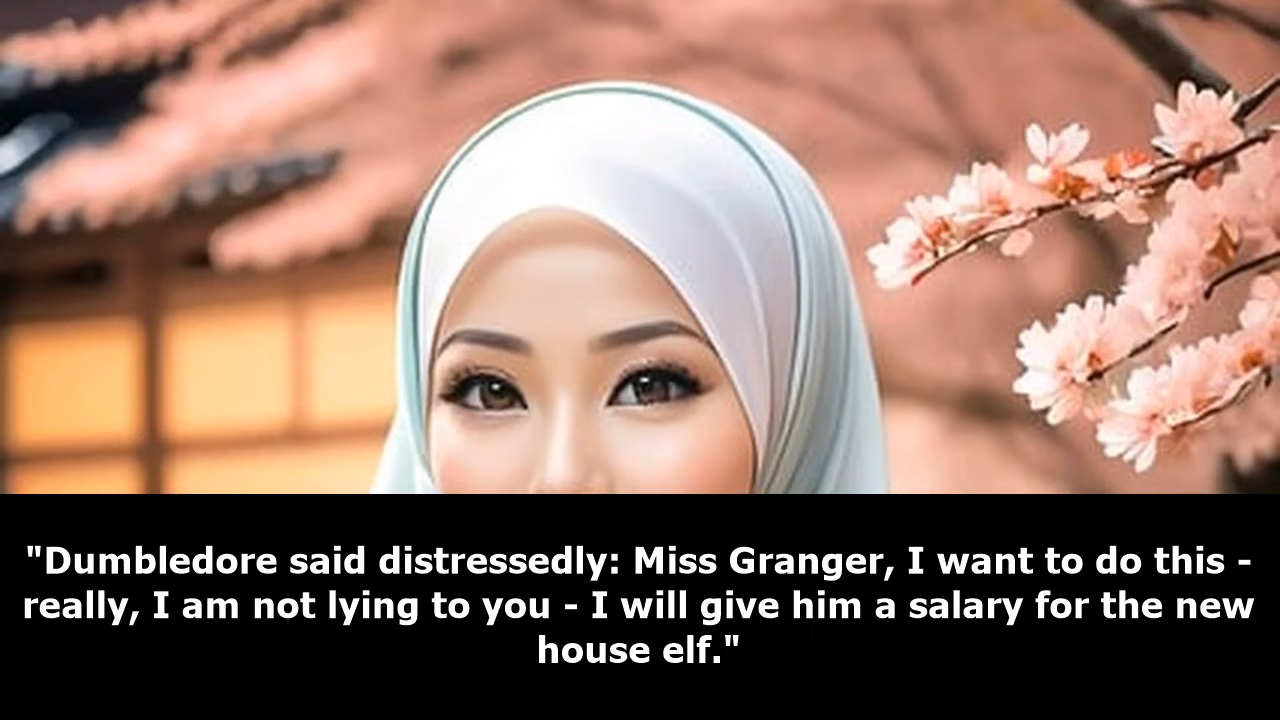 "Dumbledore said distressedly: Miss Granger, I want to do this -
really, I am not lying to you - I will give him a salary for the new
house elf."